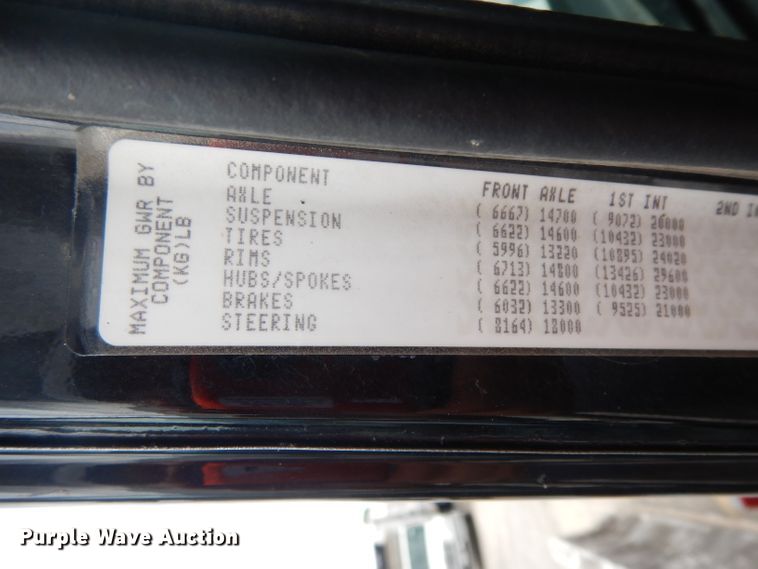 MAXIMUM GWR BY
COMPONENT
(KG)LB
COMPONENT FRONT AXLE 1ST INT 2ND IN
AXLE ( 6667) 14700 ( 9072) 20000
SUSPENSION ( 6622) 14600 (10432) 23000
TIRES ( 5996) 13220 (10895) 24020
RIMS ( 6713) 14800 (13426) 29600
HUBS/SPOKES ( 6622) 14600 (10432) 23000
BRAKES ( 6032) 13300 ( 9525) 21000
STEERING ( 8164) 18000
Purple Wave Auction